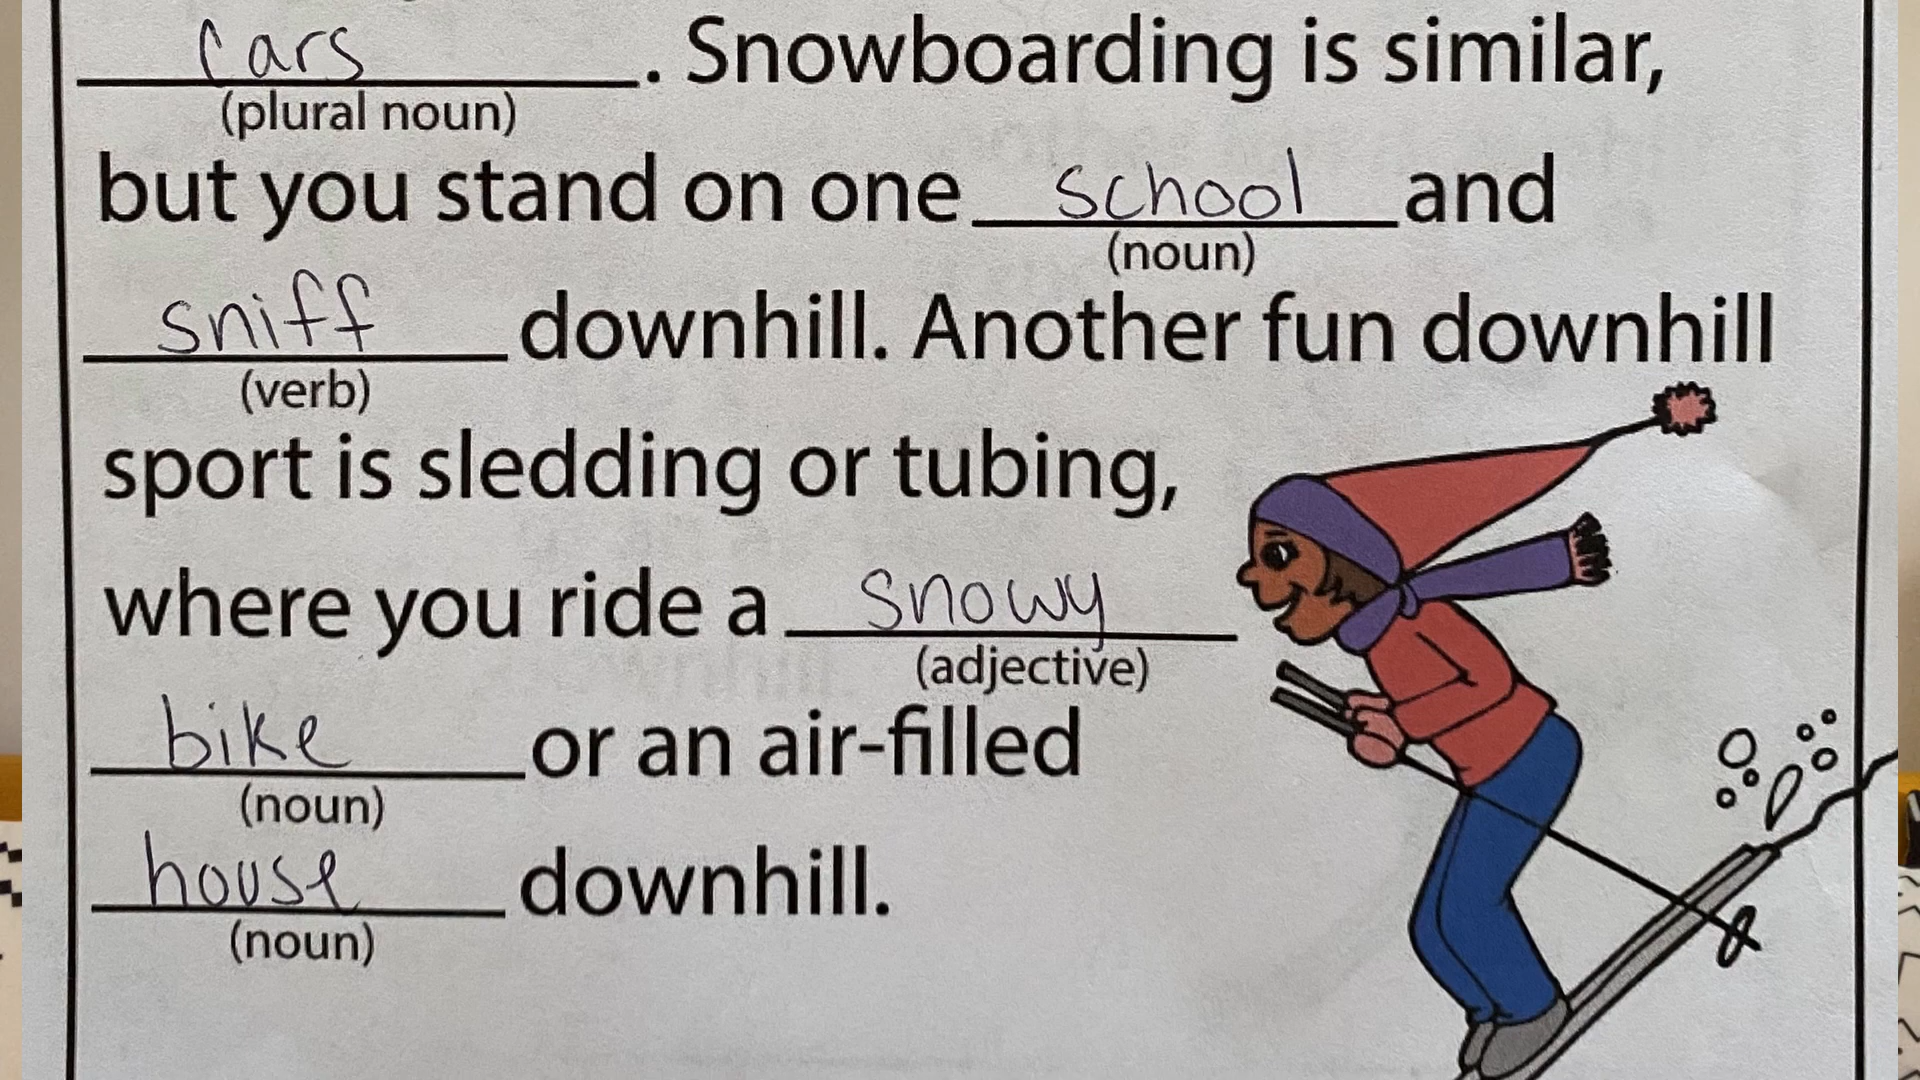 cars. Snowboarding is similar,
(plural noun)
but you stand on one school and
(noun)
sniff downhill. Another fun downhill
(verb)
sport is sledding or tubing,
where you ride a snowy
(adjective)
bike or an air-filled
(noun)
house downhill.
(noun)